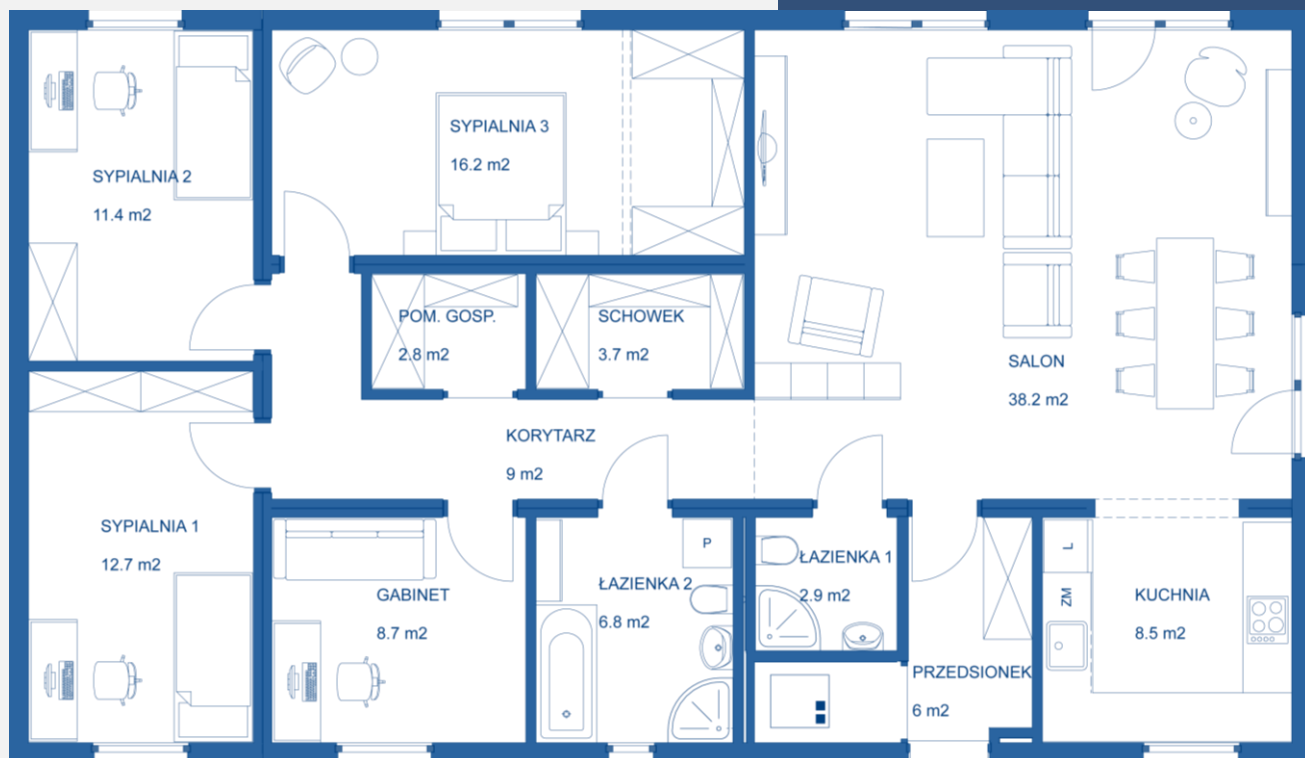 SYPIALNIA 3
16.2 m2
SYPIALNIA 2
11.4 m2
POM. GOSP.
2.8 m2
SCHOWEK
3.7 m2
SALON
38.2 m2
KORYTARZ
9 m2
SYPIALNIA 1
12.7 m2
GABINET
8.7 m2
P
ŁAZIENKA 2
6.8 m2
ŁAZIENKA 1
2.9 m2
PRZEDSIONEK
6 m2
L
ZM
KUCHNIA
8.5 m2